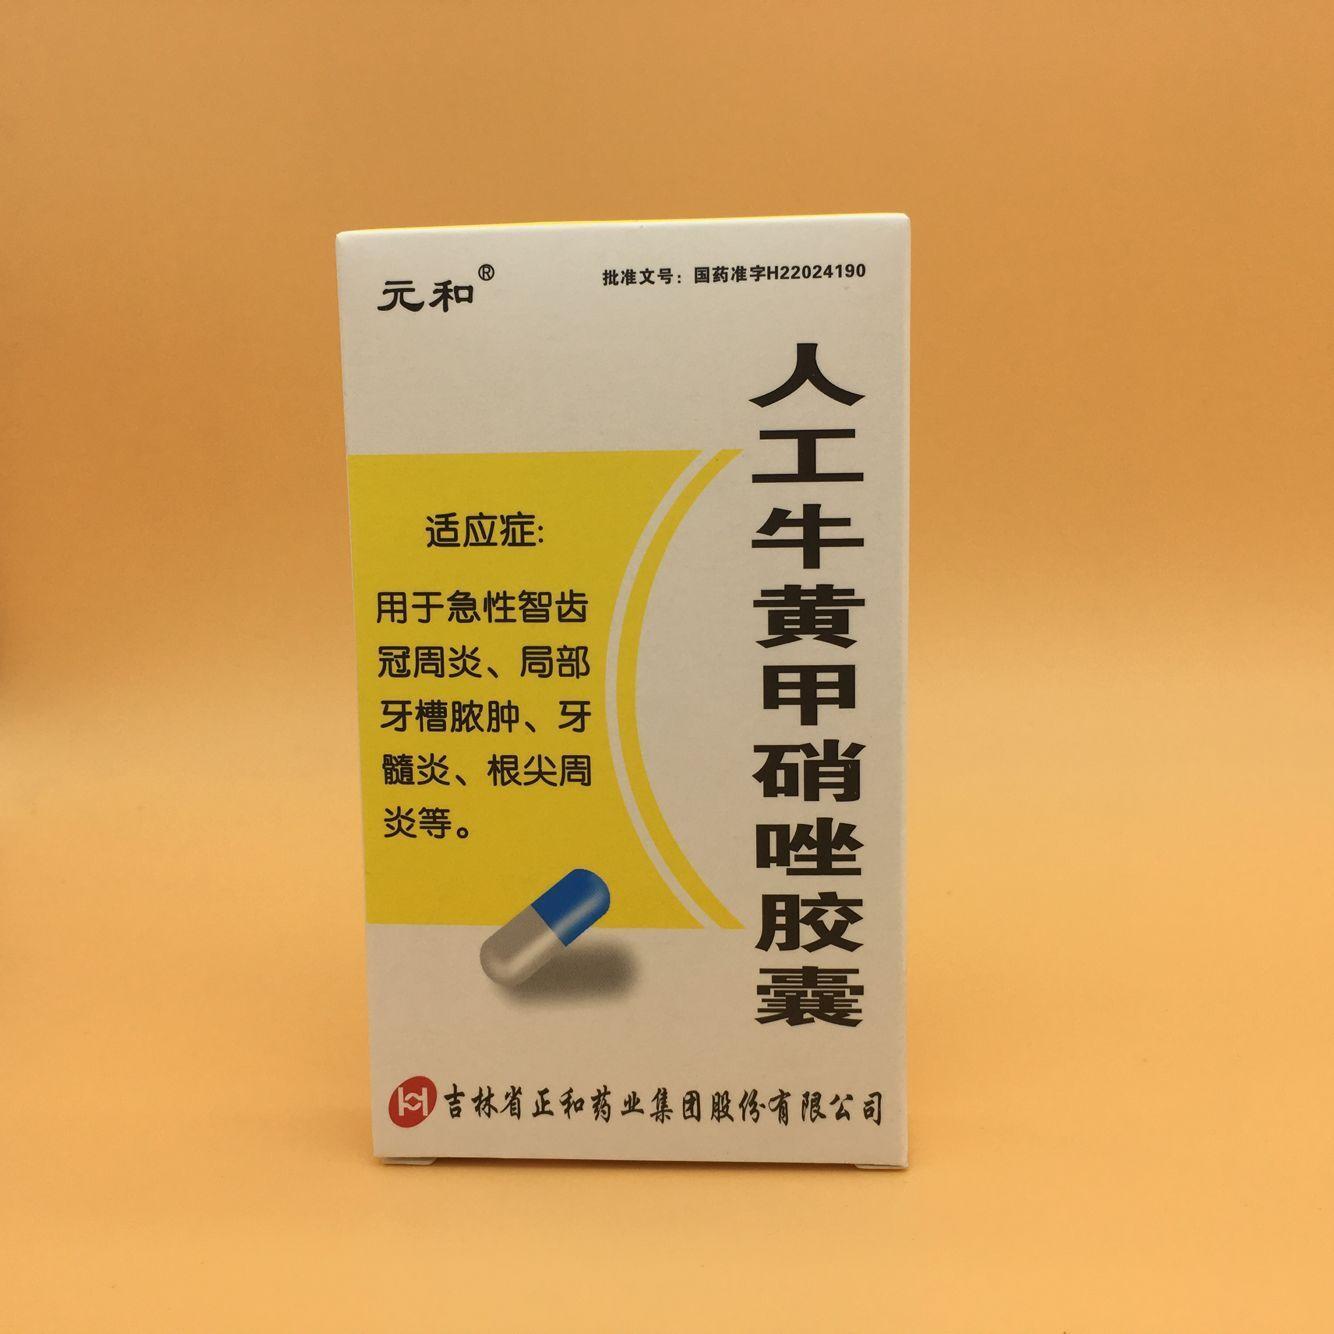 元和®
批准文号：国药准字H22024190
人工牛黄甲硝唑胶囊
适应症:
用于急性智齿
冠周炎、局部
牙槽脓肿、牙
髓炎、根尖周
炎等。
吉林省正和药业集团股份有限公司